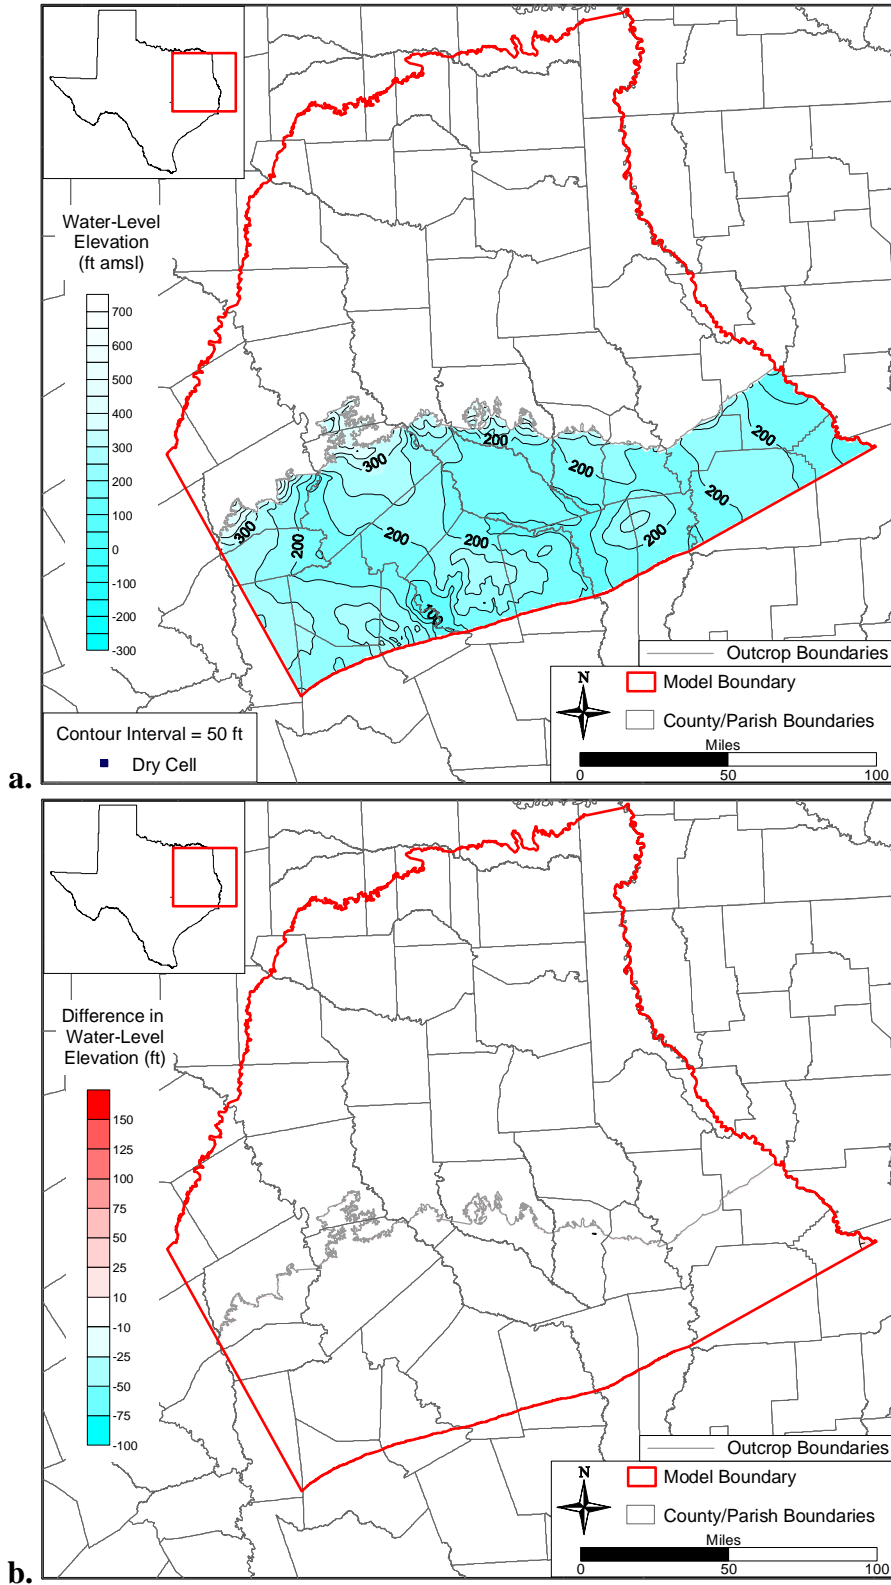 Water-Level
Elevation
(ft amsl)
700
600
500
400
300
200
100
0
-100
-200
-300
300
200
200
200
300
200
200
200
200
200
100
Contour Interval = 50 ft
Dry Cell
Outcrop Boundaries
N
Model Boundary
County/Parish Boundaries
Miles
0 50 100
a.
Difference in
Water-Level
Elevation (ft)
150
125
100
75
50
25
10
-10
-25
-50
-75
-100
Outcrop Boundaries
N
Model Boundary
County/Parish Boundaries
Miles
0 50 100
b.